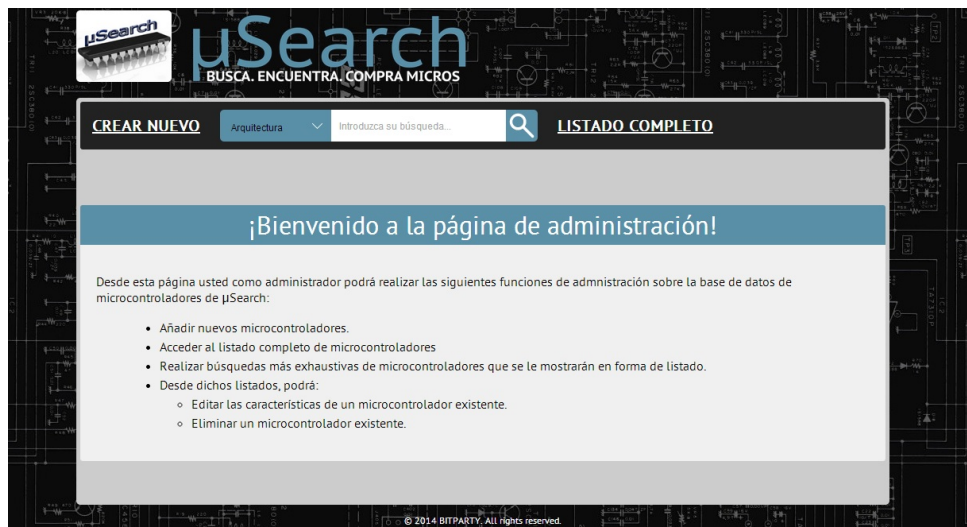 µSearch
µSearch
BUSCA. ENCUENTRA. COMPRA MICROS
CREAR NUEVO
Arquitectura
Introduzca su búsqueda...
LISTADO COMPLETO
¡Bienvenido a la página de administración!
Desde esta página usted como administrador podrá realizar las siguientes funciones de admnistración sobre la base de datos de
microcontroladores de µSearch:
• Añadir nuevos microcontroladores.
• Acceder al listado completo de microcontroladores
• Realizar búsquedas más exhaustivas de microcontroladores que se le mostrarán en forma de listado.
• Desde dichos listados, podrá:
◦ Editar las características de un microcontrolador existente.
◦ Eliminar un microcontrolador existente.
© 2014 BITPARTY. All rights reserved.